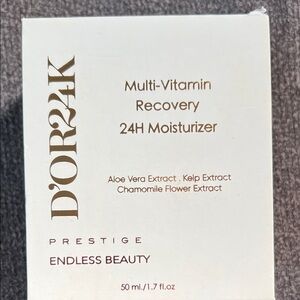 D'OR24K
Multi-Vitamin
Recovery
24H Moisturizer
Aloe Vera Extract . Kelp Extract
Chamomile Flower Extract
PRESTIGE
ENDLESS BEAUTY
50 ml./1.7 fl.oz